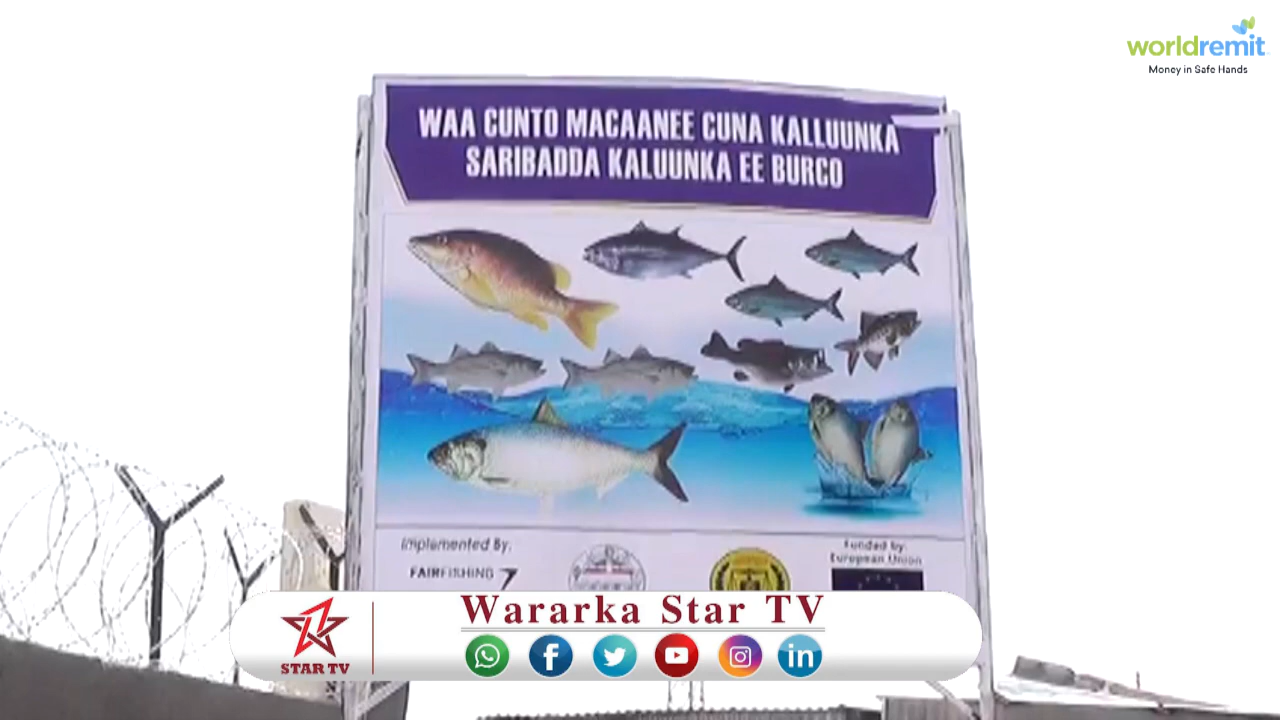 worldremit
Money in Safe Hands
WAA CUNTO MACAANEE CUNA KALLUUNKA
SARIBADDA KALUUNKA EE BURCO
Implemented By:
FAIRFISHING
Funded by:
European Union
Wararka Star TV
STAR TV